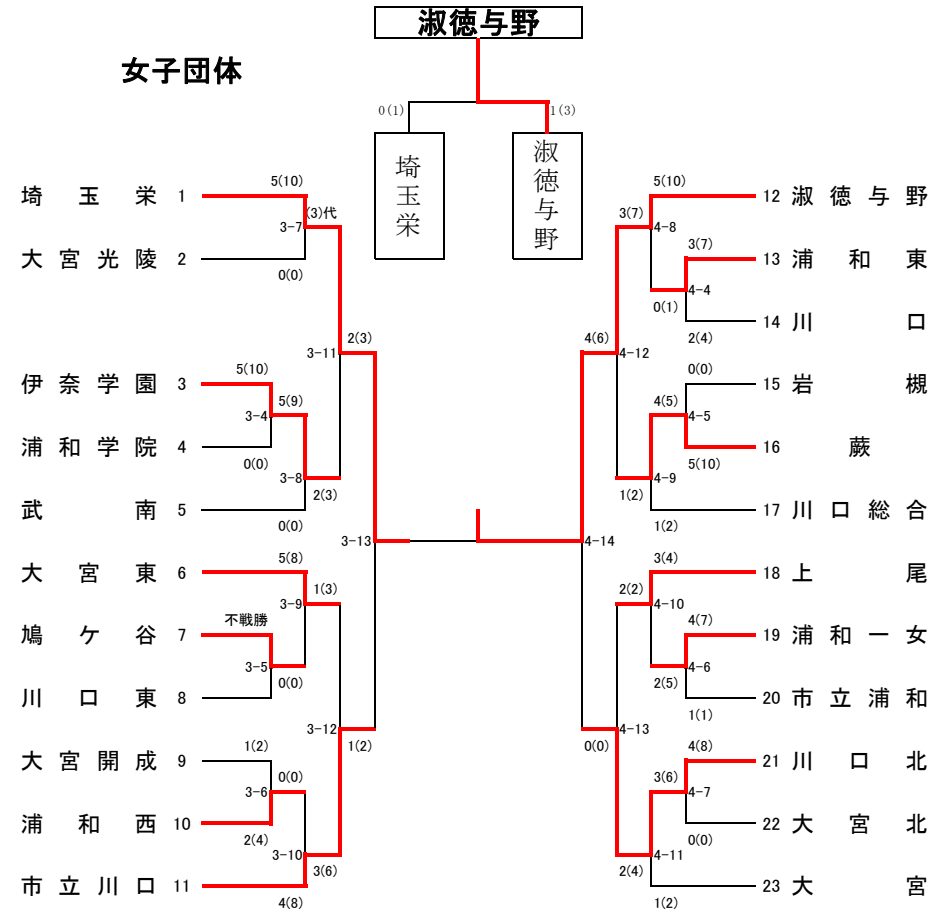 淑徳与野
女子団体
0(1)
1(3)
埼玉栄
淑徳与野
埼玉栄 1
5(10)
(3)代
3-7
大宮光陵 2
0(0)
2(3)
3-11
5(10)
伊奈学園 3
5(9)
3-4
浦和学院 4
0(0)
3-8
2(3)
武南 5
0(0)
3-13
5(8)
大宮東 6
1(3)
3-9
不戦勝
鳩ケ谷 7
3-5
0(0)
川口東 8
3-12
1(2)
1(2)
大宮開成 9
0(0)
3-6
浦和西 10
2(4)
3-10
3(6)
市立川口 11
4(8)
5(10)
12 淑徳与野
3(7)
4-8
3(7)
13 浦和東
4-4
0(1)
14 川口
2(4)
4(6)
4-12
0(0)
15 岩槻
4(5)
4-5
16 蕨
5(10)
4-9
1(2)
17 川口総合
1(2)
4-14
3(4)
18 上尾
2(2)
4-10
4(7)
19 浦和一女
4-6
2(5)
20 市立浦和
1(1)
4-13
0(0)
4(8)
21 川口北
3(6)
4-7
22 大宮北
0(0)
4-11
2(4)
23 大宮
1(2)